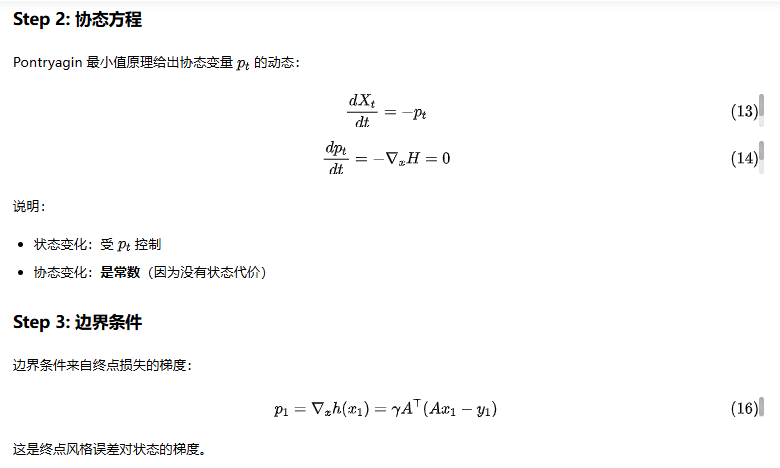 Step 2: 协态方程
Pontryagin 最小值原理给出协态变量 $p_t$ 的动态：
$\frac{dX_t}{dt} = -p_t$ (13)
$\frac{dp_t}{dt} = -\nabla_x H = 0$ (14)
说明：
• 状态变化：受 $p_t$ 控制
• 协态变化：是常数（因为没有状态代价）
Step 3: 边界条件
边界条件来自终点损失的梯度：
$p_1 = \nabla_x h(x_1) = \gamma A^\top (Ax_1 - y_1)$ (16)
这是终点风格误差对状态的梯度。